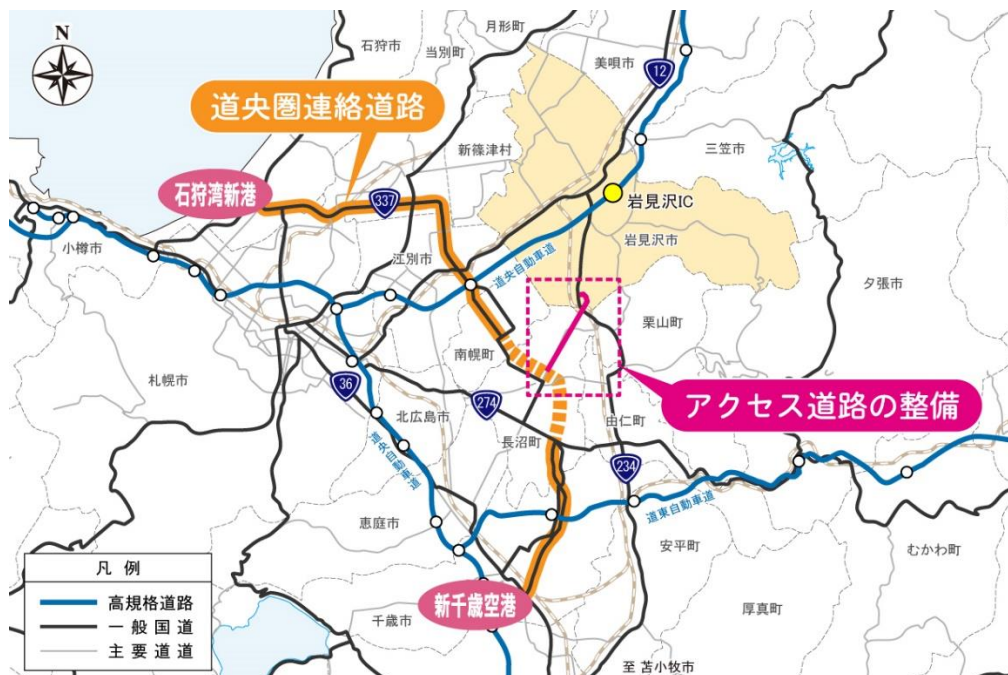 N
月形町
石狩市
当別町
美唄市
12
道央圏連絡道路
新篠津村
三笠市
石狩湾新港
337
岩見沢IC
小樽市
江別市
道央自動車道
岩見沢市
夕張市
栗山町
南幌町
札幌市
36
274
アクセス道路の整備
北広島市
道央自動車道
長沼町
由仁町
234
道東自動車道
恵庭市
安平町
むかわ町
凡 例
高規格道路
一般国道
主要道道
新千歳空港
千歳市
厚真町
至 苫小牧市